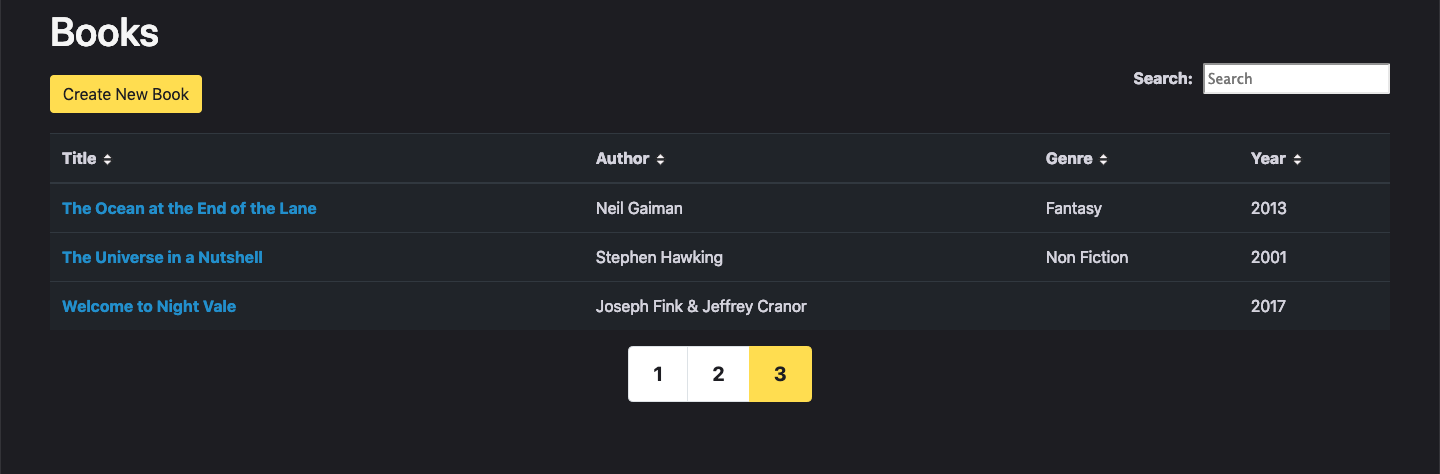 Books
Create New Book
Search: Search
Title Author Genre Year
The Ocean at the End of the Lane Neil Gaiman Fantasy 2013
The Universe in a Nutshell Stephen Hawking Non Fiction 2001
Welcome to Night Vale Joseph Fink & Jeffrey Cranor 2017
1 2 3